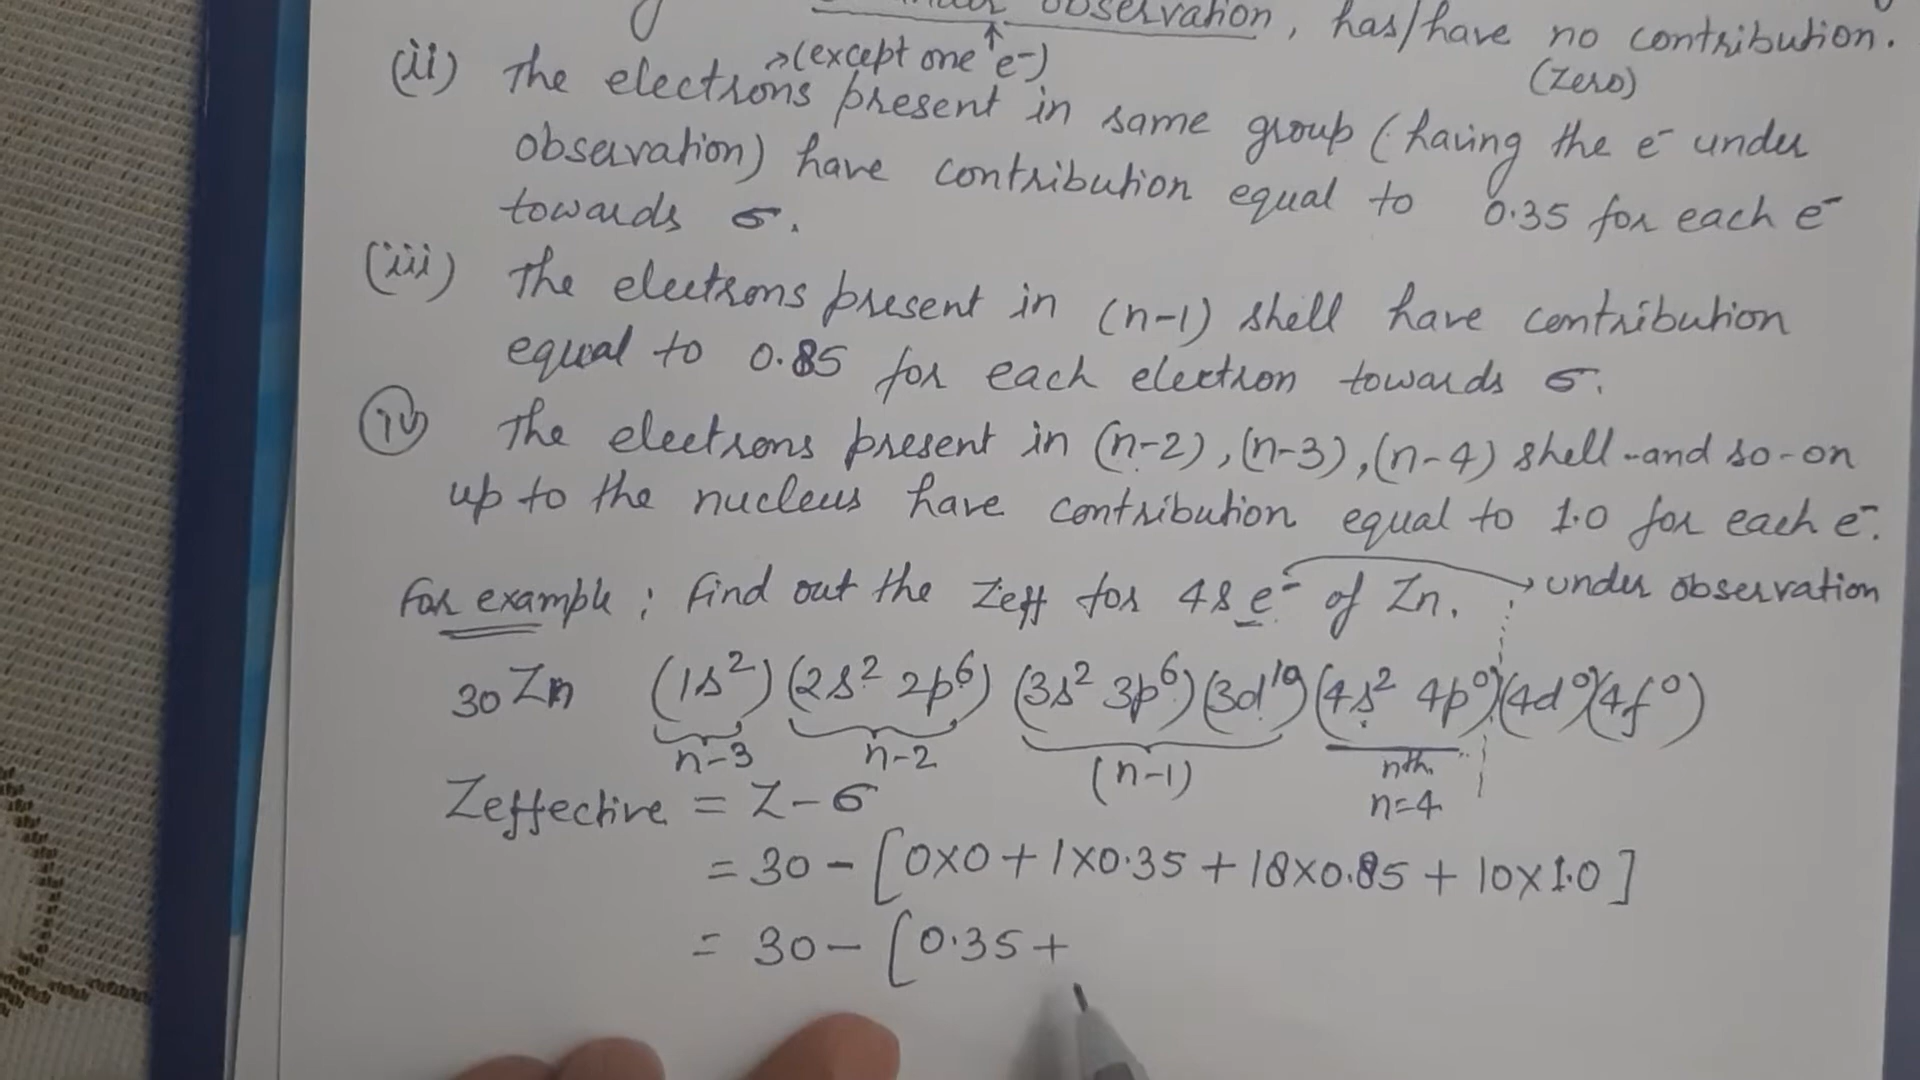 observation, has/have no contribution.
(except one e-) (Zero)
(ii) The electrons present in same group (having the e- under
observation) have contribution equal to 0.35 for each e-
towards σ.
(iii) The electrons present in (n-1) shell have contribution
equal to 0.85 for each electron towards σ.
(iv) The electrons present in (n-2), (n-3), (n-4) shell -and so-on
up to the nucleus have contribution equal to 1.0 for each e-.
For example: Find out the Zeff for 4s e- of Zn. → under observation
30Zn (1s² ) (2s² 2p⁶) (3s² 3p⁶) (3d¹⁰) (4s² 4p⁰) (4d⁰) (4f⁰)
n-3 n-2 (n-1) nth
n=4
Zeffective = Z - σ
= 30 - [0×0 + 1×0.35 + 18×0.85 + 10×1.0]
= 30 - [0.35 +